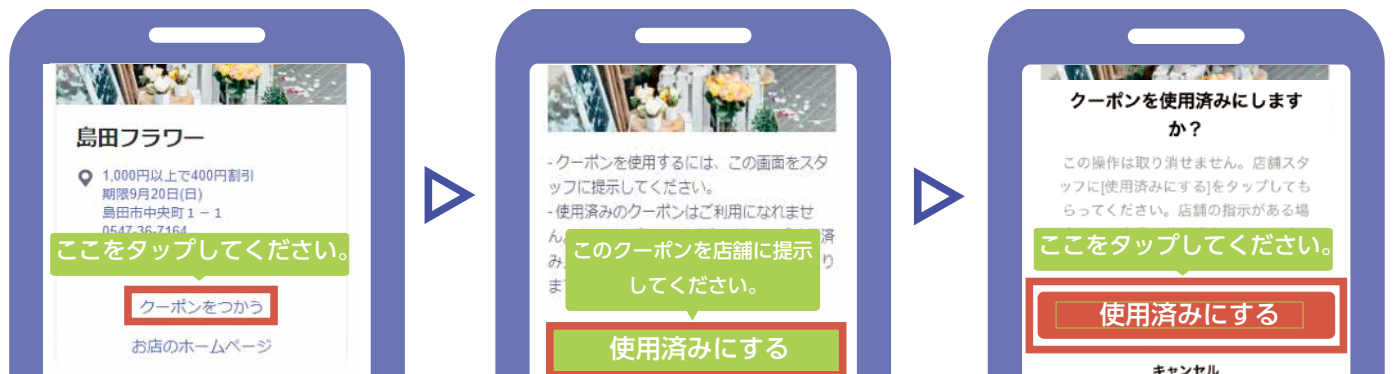 島田フラワー
1,000円以上で400円割引
期限9月20日(日)
島田市中央町1-1
0547-36-7164
ここをタップしてください。
クーポンをつかう
お店のホームページ
- クーポンを使用するには、この画面をスタ
ッフに提示してください。
- 使用済みのクーポンはご利用になれませ
ん。
済
み
り
ま
このクーポンを店舗に提示
してください。
使用済みにする
クーポンを使用済みにします
か？
この操作は取り消せません。店舗スタ
ッフに[使用済みにする]をタップしても
らってください。店舗の指示がある場
ここをタップしてください。
使用済みにする
キャンセル